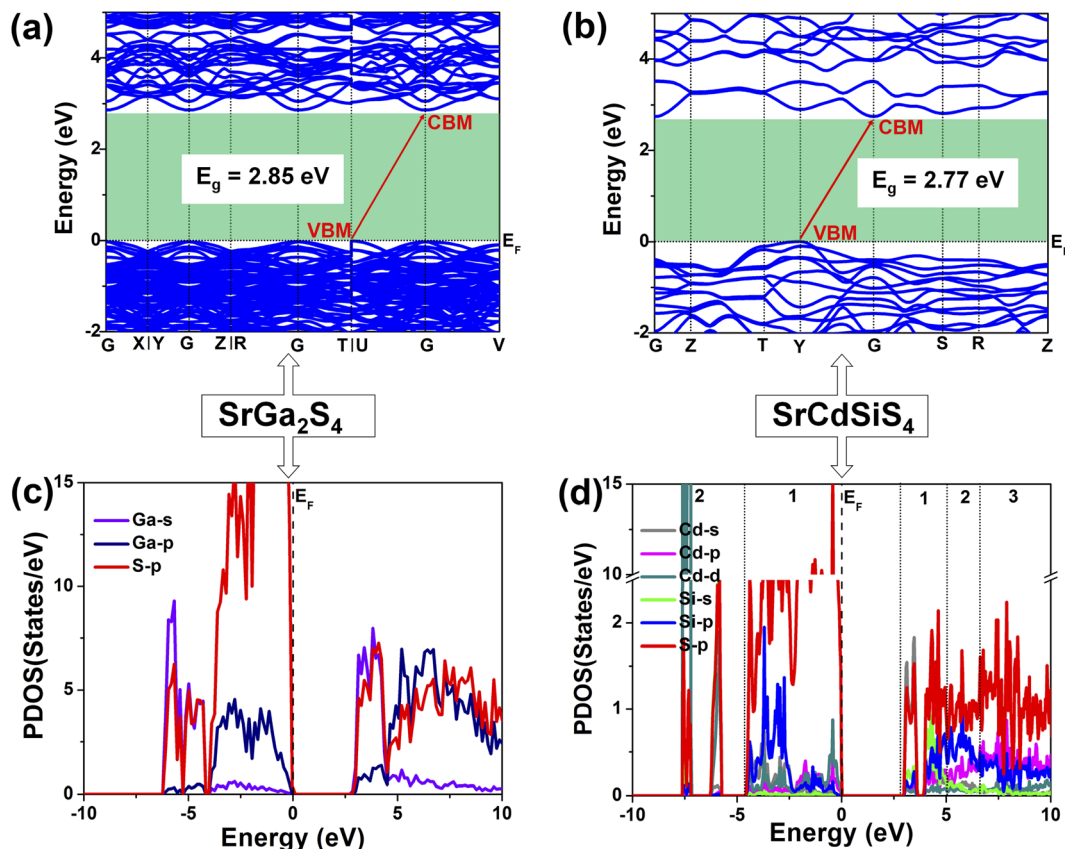 (a)
Energy (eV)
4
2
0
-2
E_g = 2.85 eV
CBM
VBM
E_F
G X|Y G Z|R G T|U G V
(b)
Energy (eV)
4
2
0
-2
CBM
E_g = 2.77 eV
VBM
G Z T Y G S R Z
SrGa₂S₄
SrCdSiS₄
(c)
PDOS(States/eV)
15
10
5
0
E_F
Ga-s
Ga-p
S-p
-10 -5 0 5 10
Energy (eV)
(d)
PDOS(States/eV)
15
10
2
1
0
2 1 E_F 1 2 3
Cd-s
Cd-p
Cd-d
Si-s
Si-p
S-p
-10 -5 0 5 10
Energy (eV)